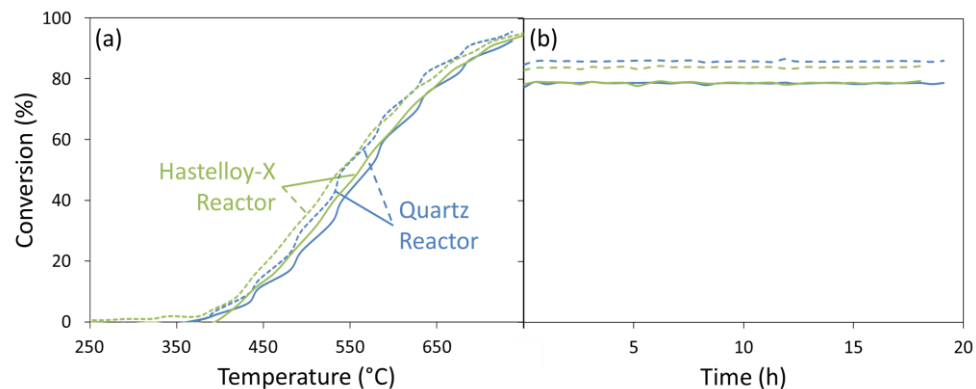 (a)
(b)
Conversion (%)
100
80
60
40
20
0
Hastelloy-X
Reactor
Quartz
Reactor
250
350
450
550
650
5
10
15
20
Temperature (°C)
Time (h)